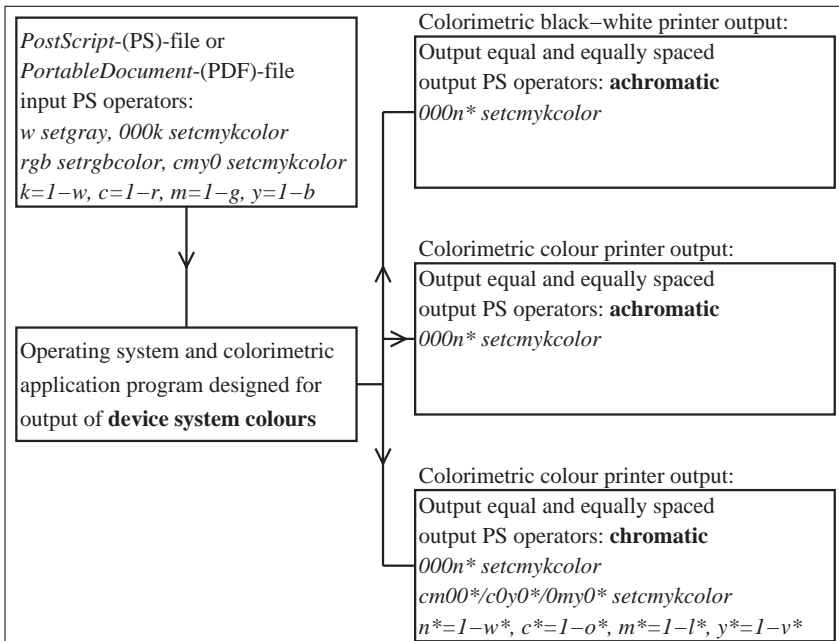 PostScript-(PS)-file or
PortableDocument-(PDF)-file
input PS operators:
w setgray, 000k setcmykcolor
rgb setrgbcolor, cmy0 setcmykcolor
k=1−w, c=1−r, m=1−g, y=1−b
Operating system and colorimetric
application program designed for
output of device system colours
Colorimetric black−white printer output:
Output equal and equally spaced
output PS operators: achromatic
000n* setcmykcolor
Colorimetric colour printer output:
Output equal and equally spaced
output PS operators: achromatic
000n* setcmykcolor
Colorimetric colour printer output:
Output equal and equally spaced
output PS operators: chromatic
000n* setcmykcolor
cm00*/c0y0*/0my0* setcmykcolor
n*=1−w*, c*=1−o*, m*=1−l*, y*=1−v*